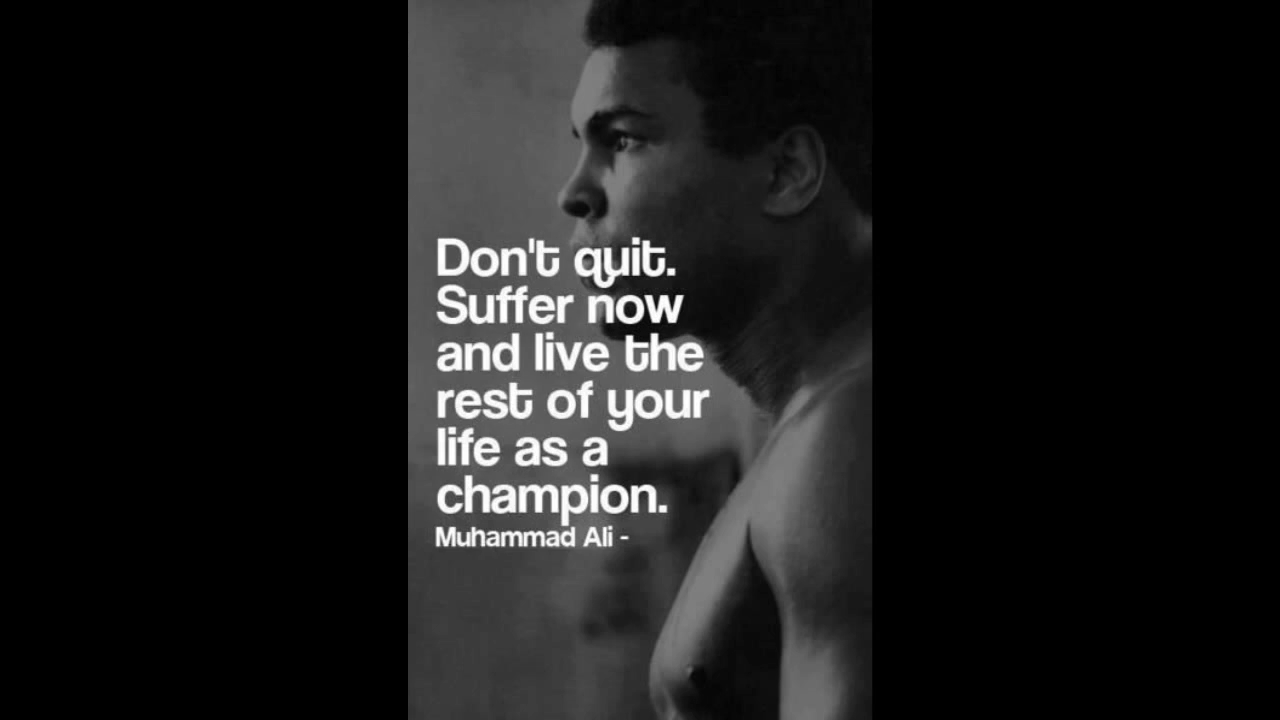 Don't quit.
Suffer now
and live the
rest of your
life as a
champion.
Muhammad Ali -